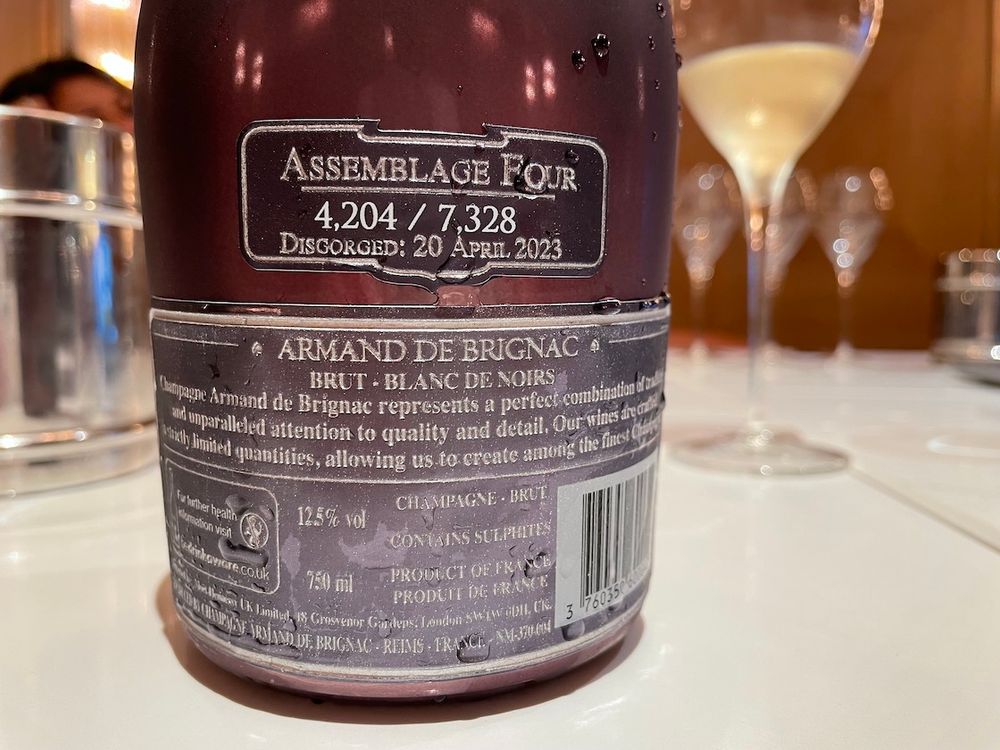 ASSEMBLAGE FOUR
4,204 / 7,328
DISGORGED: 20 APRIL 2023
ARMAND DE BRIGNAC
BRUT - BLANC DE NOIRS
Champagne Armand de Brignac represents a perfect combination of
and unparalleled attention to quality and detail. Our wines are crafted
strictly limited quantities, allowing us to create among the finest
For further health
information visit
drinkaware.co.uk
12.5% vol
750 ml
CHAMPAGNE - BRUT
CONTAINS SULPHITES
PRODUCT OF FRANCE
PRODUIT DE FRANCE
UK Limited, 18 Grosvenor Gardens, London SW1W 0DH, UK.
CHAMPAGNE ARMAND DE BRIGNAC - REIMS - FRANCE - NM-370-004
3 760350